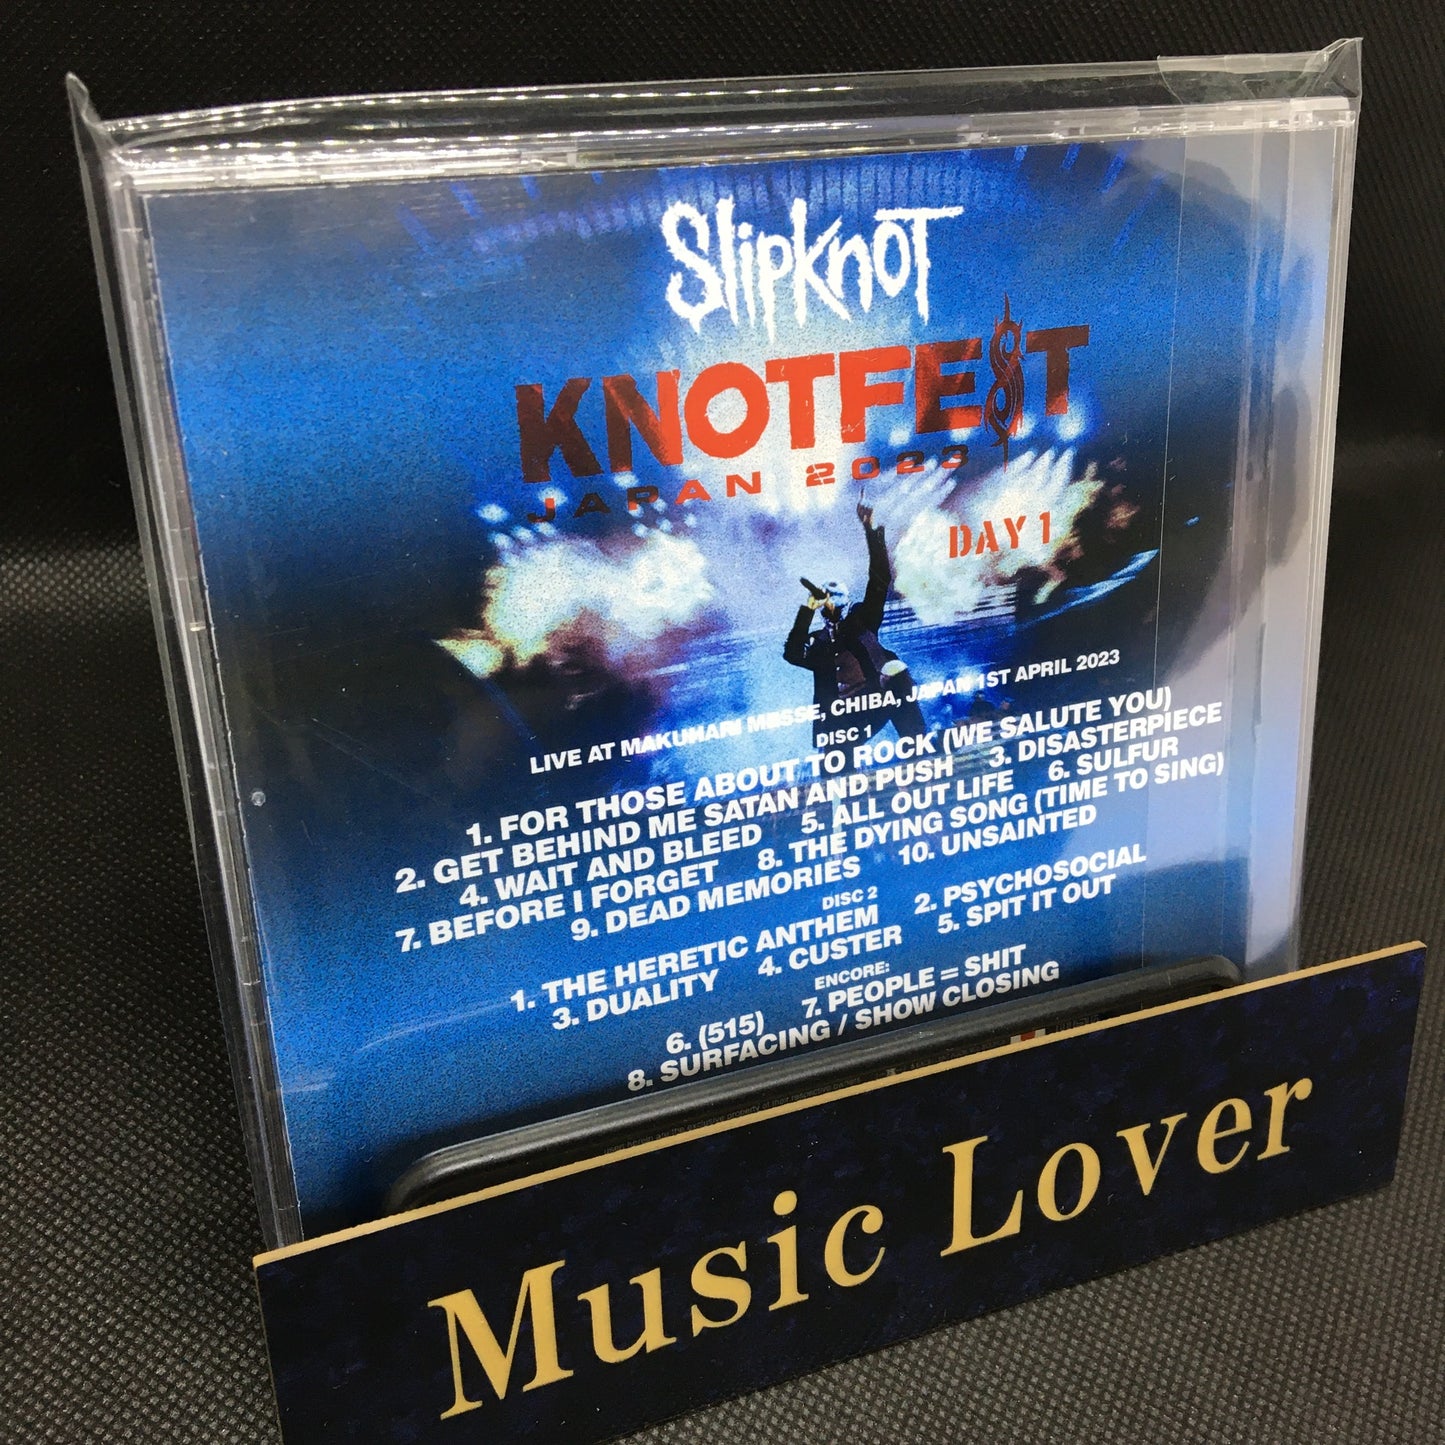 Slipknot
KNOTFEST
JAPAN 2023
DAY 1
LIVE AT MAKUHARI MESSE, CHIBA, JAPAN 1ST APRIL 2023
DISC 1
1. FOR THOSE ABOUT TO ROCK (WE SALUTE YOU)
2. GET BEHIND ME SATAN AND PUSH 3. DISASTERPIECE
4. WAIT AND BLEED 5. ALL OUT LIFE 6. SULFUR
7. BEFORE I FORGET 8. THE DYING SONG (TIME TO SING)
9. DEAD MEMORIES 10. UNSAINTED
DISC 2
1. THE HERETIC ANTHEM 2. PSYCHOSOCIAL
3. DUALITY 4. CUSTER 5. SPIT IT OUT
ENCORE:
6. (515) 7. PEOPLE = SHIT
8. SURFACING / SHOW CLOSING
Music Lover